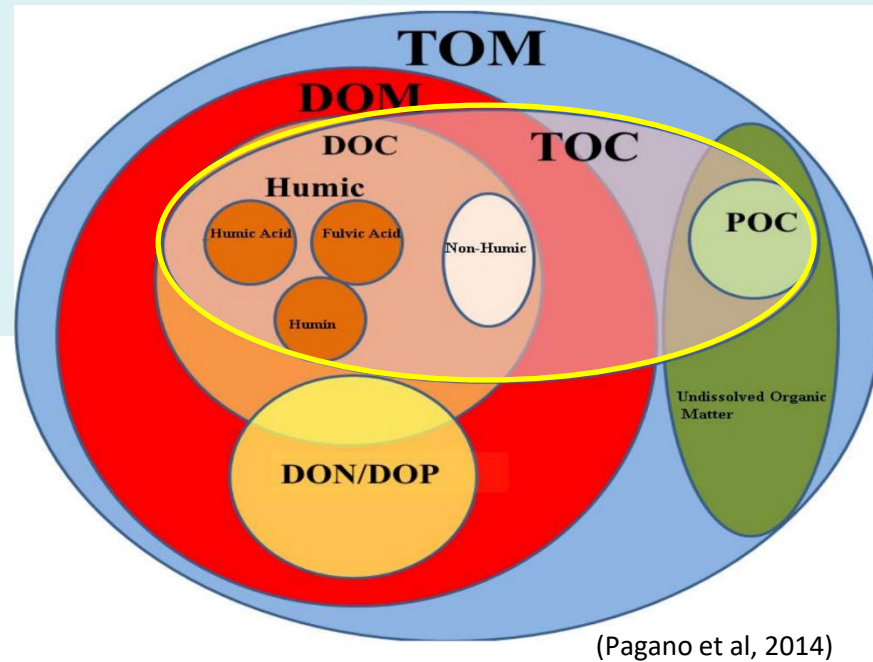 TOM
DOM
DOC
TOC
Humic
Humic Acid
Fulvic Acid
Non-Humic
POC
Humin
Undissolved Organic
Matter
DON/DOP
(Pagano et al, 2014)